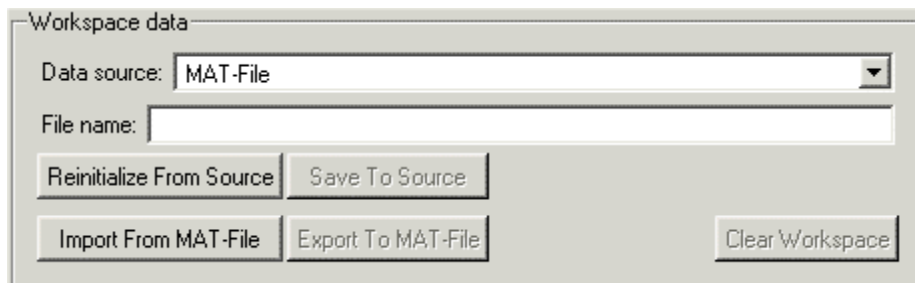 Workspace data
Data source: MAT-File
File name:
Reinitialize From Source Save To Source
Import From MAT-File Export To MAT-File Clear Workspace